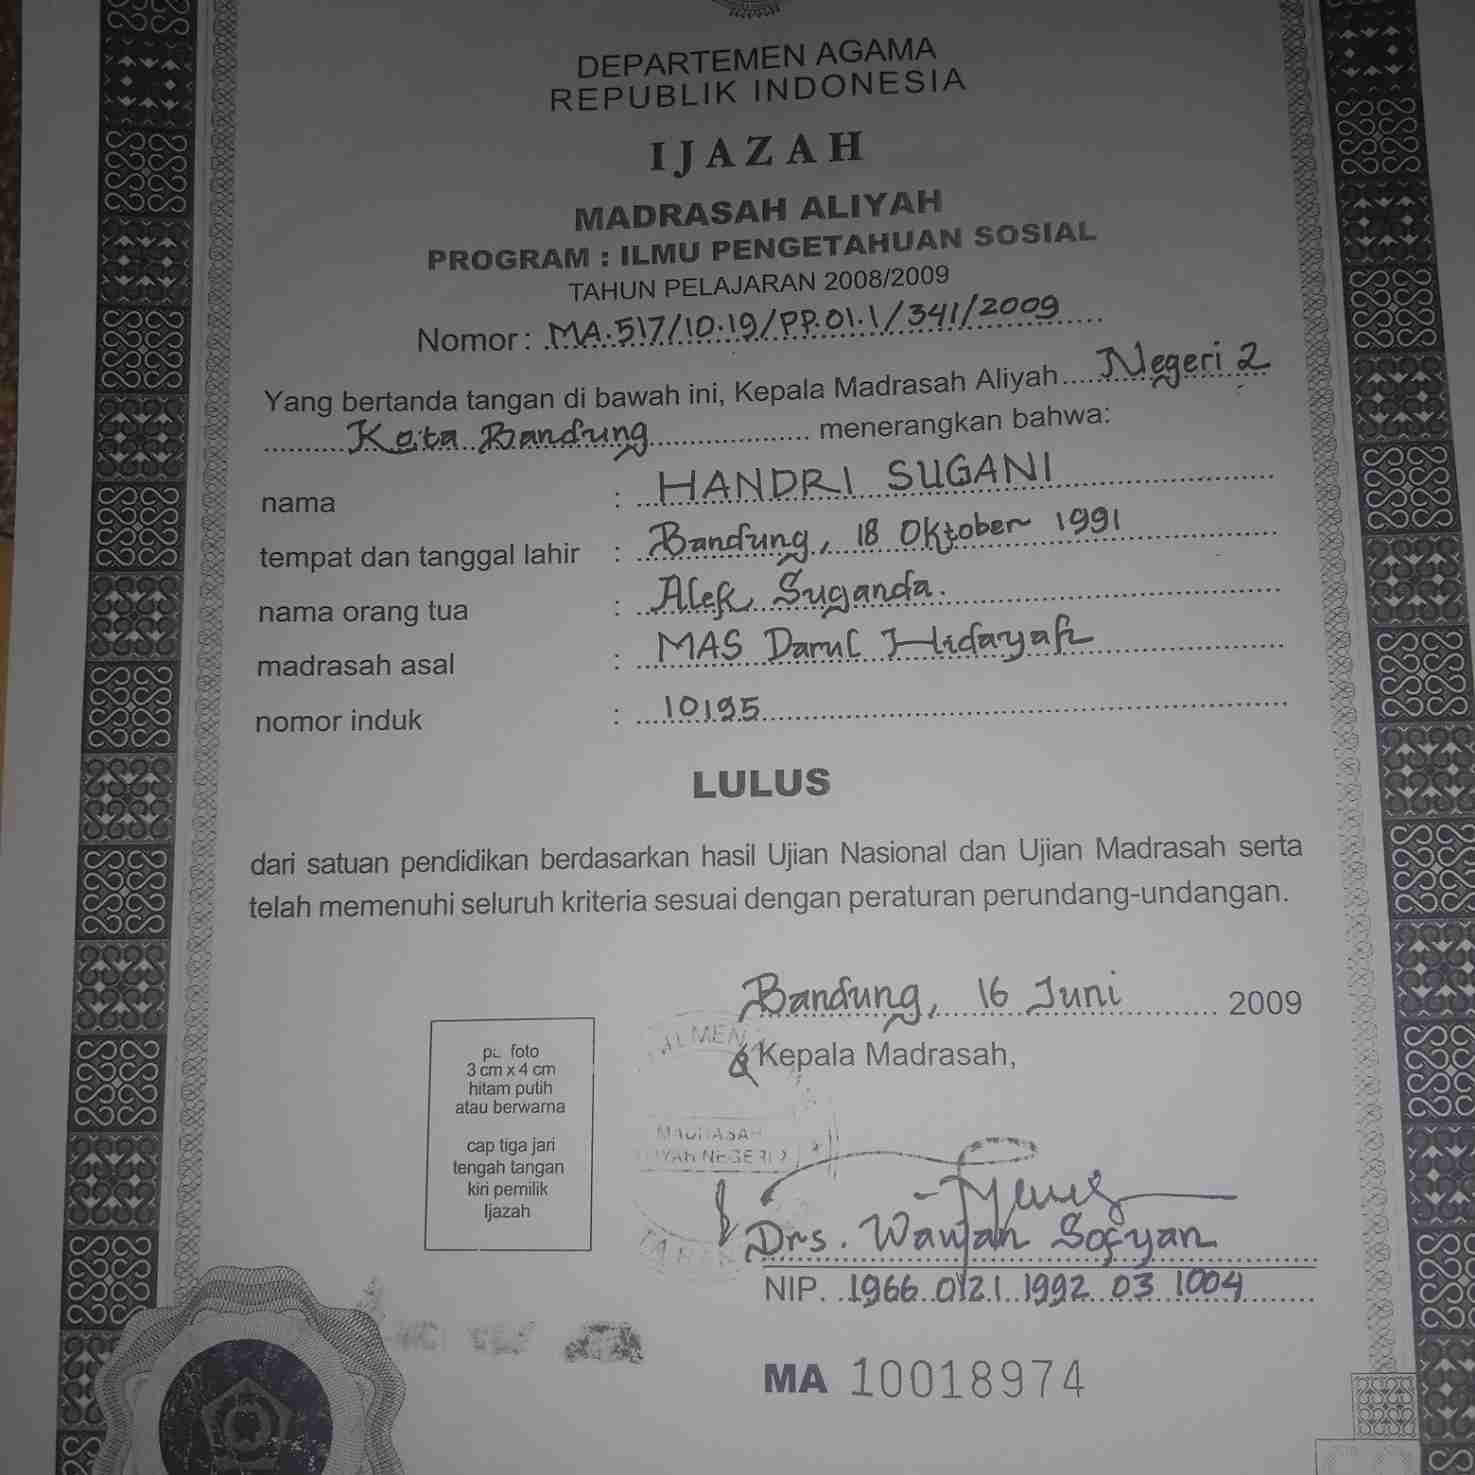 DEPARTEMEN AGAMA
REPUBLIK INDONESIA
IJAZAH
MADRASAH ALIYAH
PROGRAM : ILMU PENGETAHUAN SOSIAL
TAHUN PELAJARAN 2008/2009
Nomor : MA.517/10.19/PP.01.1/341/2009
Yang bertanda tangan di bawah ini, Kepala Madrasah Aliyah Negeri 2
Kota Bandung menerangkan bahwa:
nama : HANDRI SUGANI
tempat dan tanggal lahir : Bandung, 18 Oktober 1991
nama orang tua : Alek Suganda.
madrasah asal : MAS Darul Hidayah
nomor induk : 10195
LULUS
dari satuan pendidikan berdasarkan hasil Ujian Nasional dan Ujian Madrasah serta
telah memenuhi seluruh kriteria sesuai dengan peraturan perundang-undangan.
Bandung, 16 Juni 2009
Kepala Madrasah,
foto
3 cm x 4 cm
hitam putih
atau berwarna
cap tiga jari
tengah tangan
kiri pemilik
Ijazah
MADRASAH
Drs. Wawan Sofyan
NIP. 1966 0121 1992 03 1004
MA 10018974